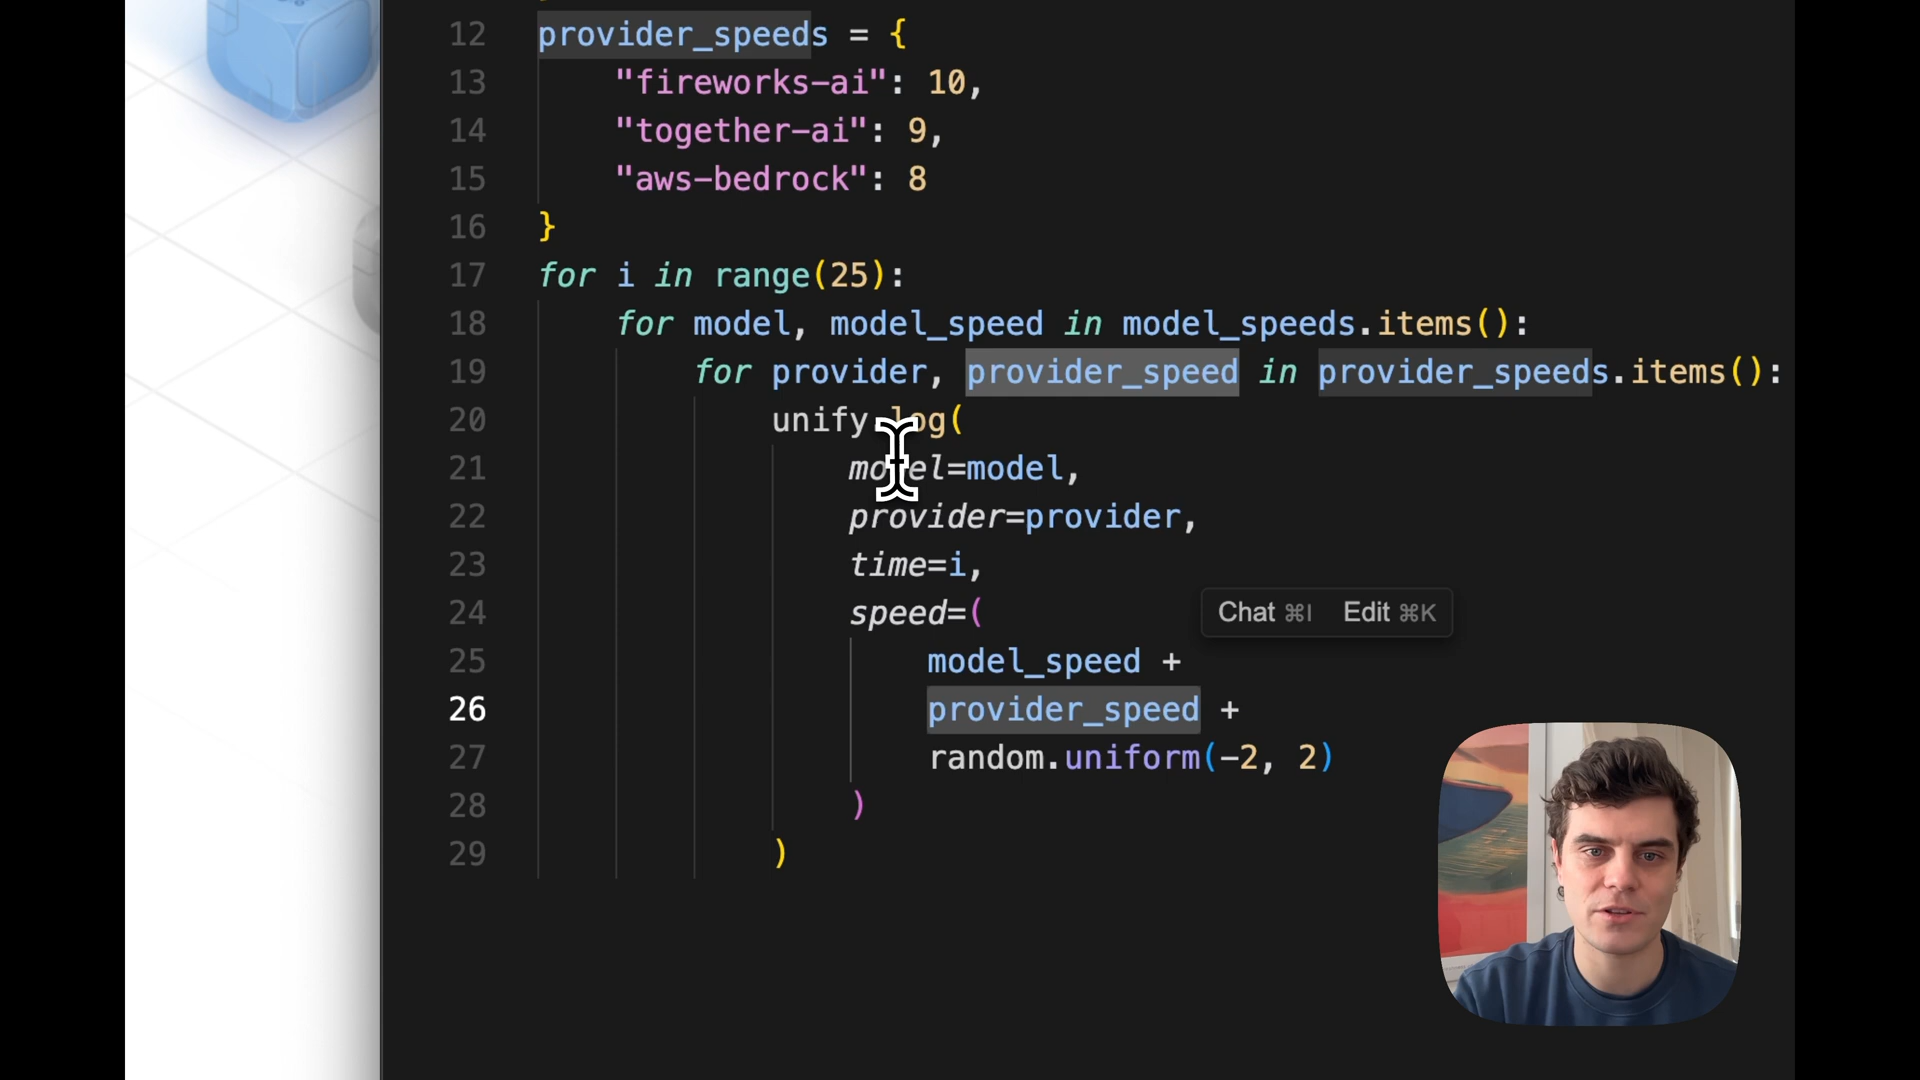 12 provider_speeds = {
13 "fireworks-ai": 10,
14 "together-ai": 9,
15 "aws-bedrock": 8
16 }
17 for i in range(25):
18 for model, model_speed in model_speeds.items():
19 for provider, provider_speed in provider_speeds.items():
20 unify.log(
21 model=model,
22 provider=provider,
23 time=i,
24 speed=(
Chat ⌘I Edit ⌘K
25 model_speed +
26 provider_speed +
27 random.uniform(-2, 2)
28 )
29 )